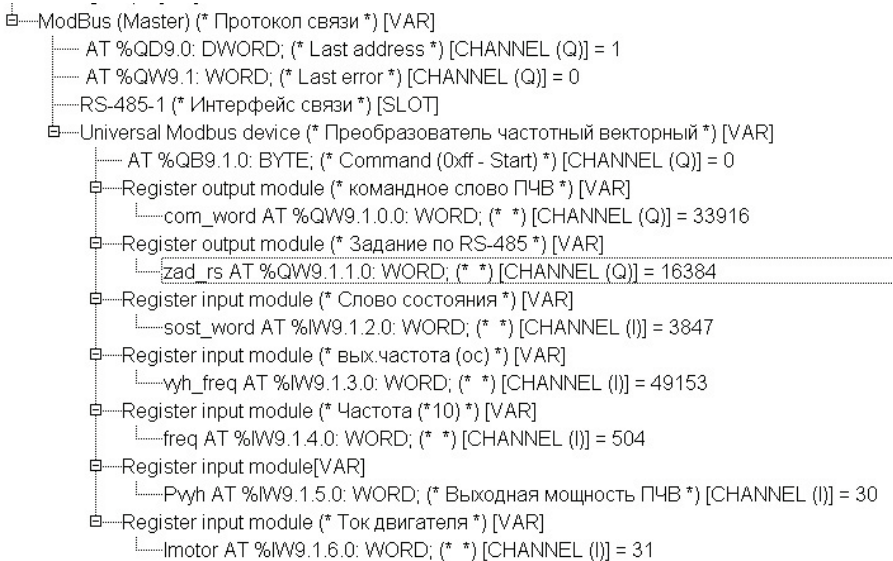 ModBus (Master) (* Протокол связи *) [VAR]
AT %QD9.0: DWORD; (* Last address *) [CHANNEL (Q)] = 1
AT %QW9.1: WORD; (* Last error *) [CHANNEL (Q)] = 0
RS-485-1 (* Интерфейс связи *) [SLOT]
Universal Modbus device (* Преобразователь частотный векторный *) [VAR]
AT %QB9.1.0: BYTE; (* Command (0xff - Start) *) [CHANNEL (Q)] = 0
Register output module (* командное слово ПЧВ *) [VAR]
com_word AT %QW9.1.0.0: WORD; (* *) [CHANNEL (Q)] = 33916
Register output module (* Задание по RS-485 *) [VAR]
zad_rs AT %QW9.1.1.0: WORD; (* *) [CHANNEL (Q)] = 16384
Register input module (* Слово состояния *) [VAR]
sost_word AT %IW9.1.2.0: WORD; (* *) [CHANNEL (I)] = 3847
Register input module (* вых.частота (ос) *) [VAR]
vyh_freq AT %IW9.1.3.0: WORD; (* *) [CHANNEL (I)] = 49153
Register input module (* Частота (*10) *) [VAR]
freq AT %IW9.1.4.0: WORD; (* *) [CHANNEL (I)] = 504
Register input module[VAR]
Pvyh AT %IW9.1.5.0: WORD; (* Выходная мощность ПЧВ *) [CHANNEL (I)] = 30
Register input module (* Ток двигателя *) [VAR]
Imotor AT %IW9.1.6.0: WORD; (* *) [CHANNEL (I)] = 31